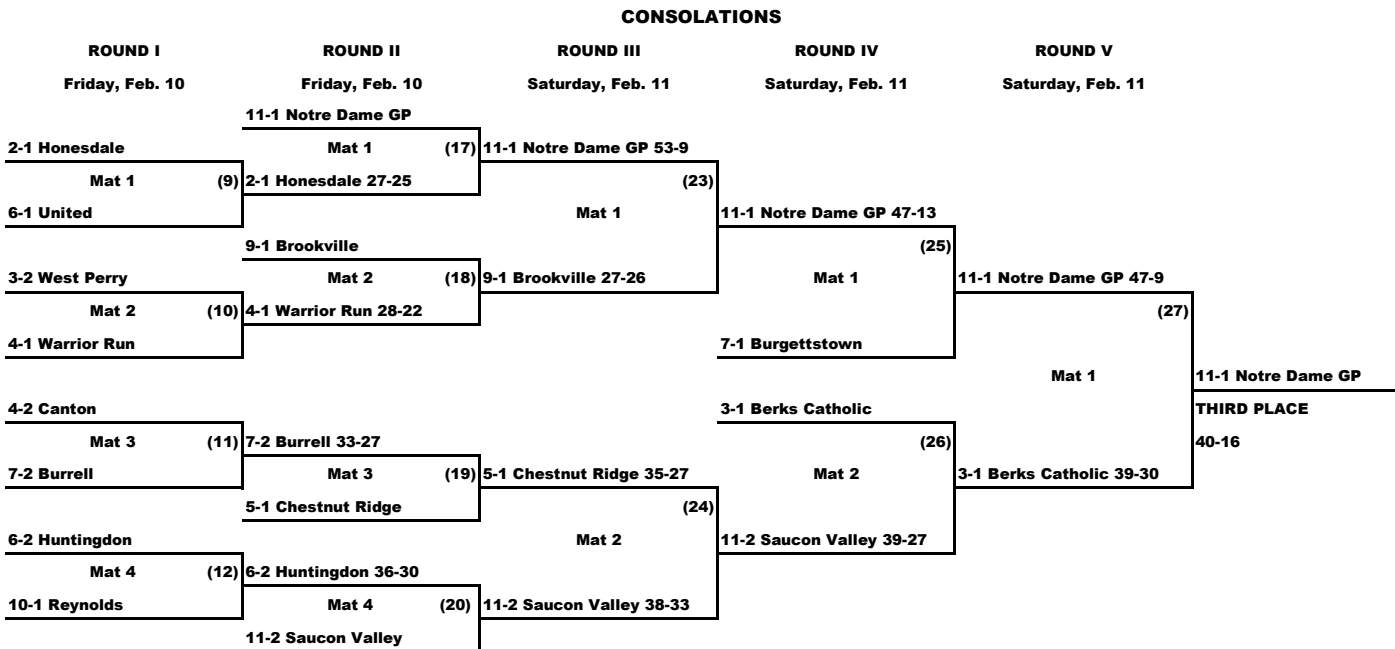 CONSOLATIONS
ROUND I ROUND II ROUND III ROUND IV ROUND V
Friday, Feb. 10 Friday, Feb. 10 Saturday, Feb. 11 Saturday, Feb. 11 Saturday, Feb. 11
11-1 Notre Dame GP
2-1 Honesdale Mat 1 (17) 11-1 Notre Dame GP 53-9
Mat 1 (9) 2-1 Honesdale 27-25 (23)
6-1 United Mat 1 11-1 Notre Dame GP 47-13
9-1 Brookville (25)
3-2 West Perry Mat 2 (18) 9-1 Brookville 27-26 Mat 1 11-1 Notre Dame GP 47-9
Mat 2 (10) 4-1 Warrior Run 28-22 (27)
4-1 Warrior Run 7-1 Burgettstown
Mat 1 11-1 Notre Dame GP
4-2 Canton 3-1 Berks Catholic THIRD PLACE
Mat 3 (11) 7-2 Burrell 33-27 (26) 40-16
7-2 Burrell Mat 3 (19) 5-1 Chestnut Ridge 35-27 Mat 2 3-1 Berks Catholic 39-30
5-1 Chestnut Ridge (24)
6-2 Huntingdon Mat 2 11-2 Saucon Valley 39-27
Mat 4 (12) 6-2 Huntingdon 36-30
10-1 Reynolds Mat 4 (20) 11-2 Saucon Valley 38-33
11-2 Saucon Valley